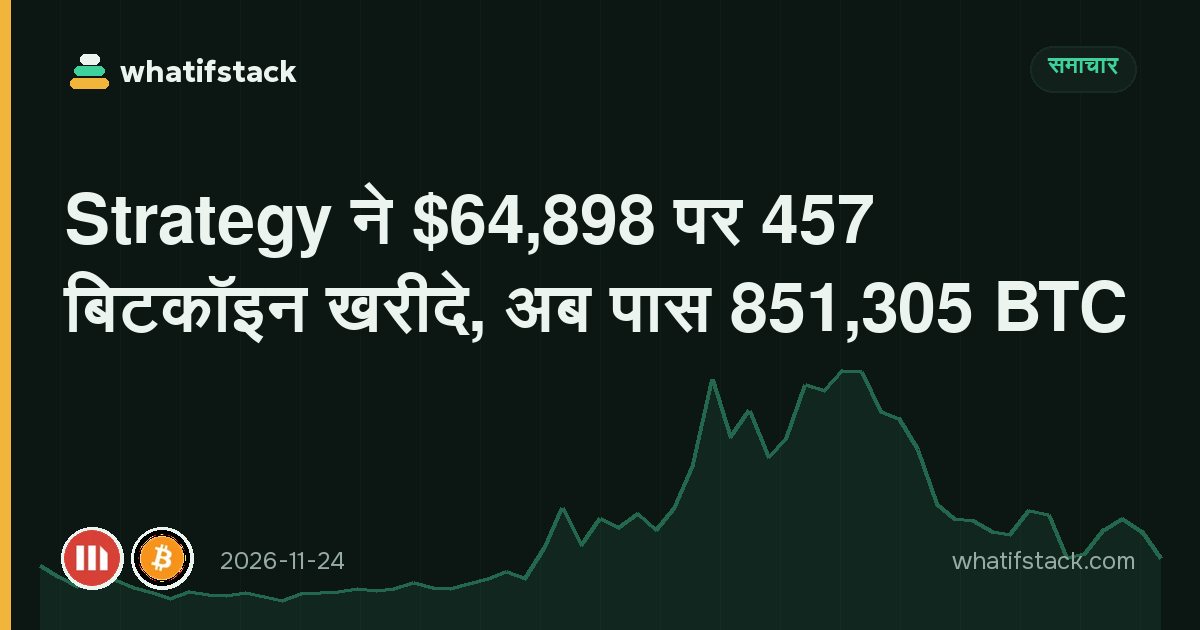 whatifstack
समाचार
Strategy ने $64,898 पर 457
बिटकॉइन खरीदे, अब पास 851,305 BTC
2026-11-24
whatifstack.com